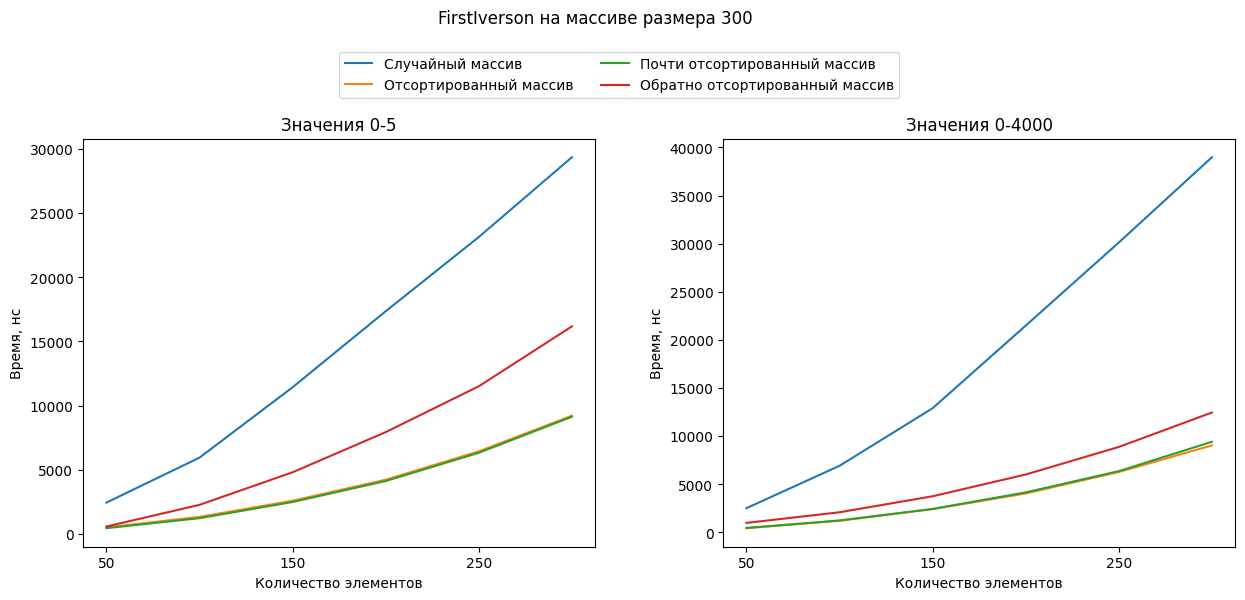 FirstIverson на массиве размера 300
Случайный массив
Отсортированный массив
Почти отсортированный массив
Обратно отсортированный массив
Значения 0-5
30000
25000
20000
15000
10000
5000
0
Время, нс
50
150
250
Количество элементов
Значения 0-4000
40000
35000
30000
25000
20000
15000
10000
5000
0
Время, нс
50
150
250
Количество элементов